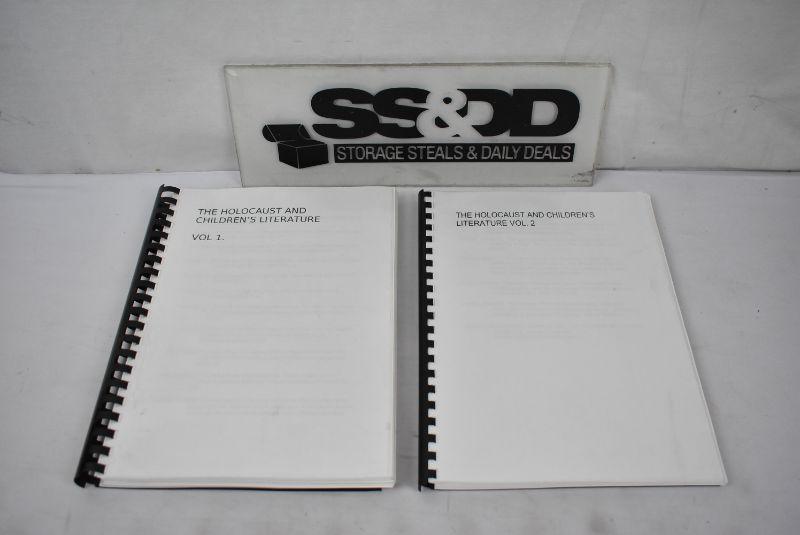 SS&DD
STORAGE STEALS & DAILY DEALS
THE HOLOCAUST AND
CHILDREN'S LITERATURE
VOL 1.
THE HOLOCAUST AND CHILDREN'S
LITERATURE VOL. 2